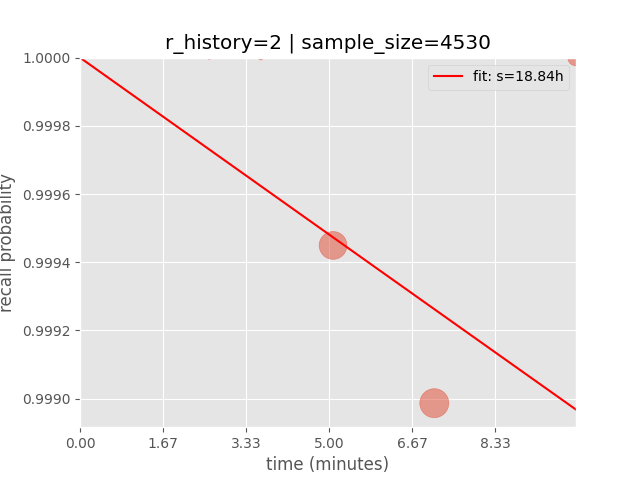 r_history=2 | sample_size=4530
1.0000
0.9998
0.9996
0.9994
0.9992
0.9990
recall probability
fit: s=18.84h
0.00 1.67 3.33 5.00 6.67 8.33
time (minutes)